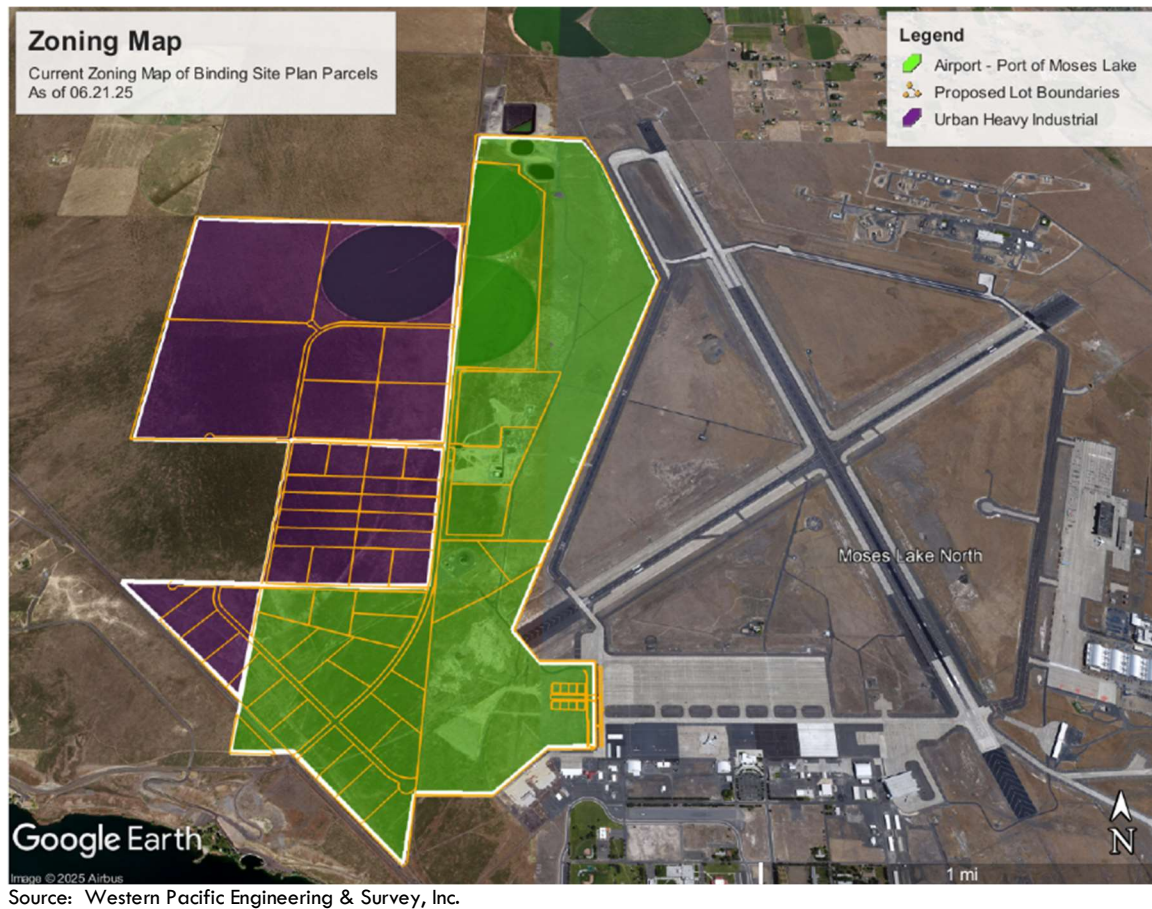 Zoning Map
Current Zoning Map of Binding Site Plan Parcels
As of 06.21.25
Legend
Airport - Port of Moses Lake
Proposed Lot Boundaries
Urban Heavy Industrial
Moses Lake North
Google Earth
N
1 mi
Image © 2025 Airbus
Source: Western Pacific Engineering & Survey, Inc.